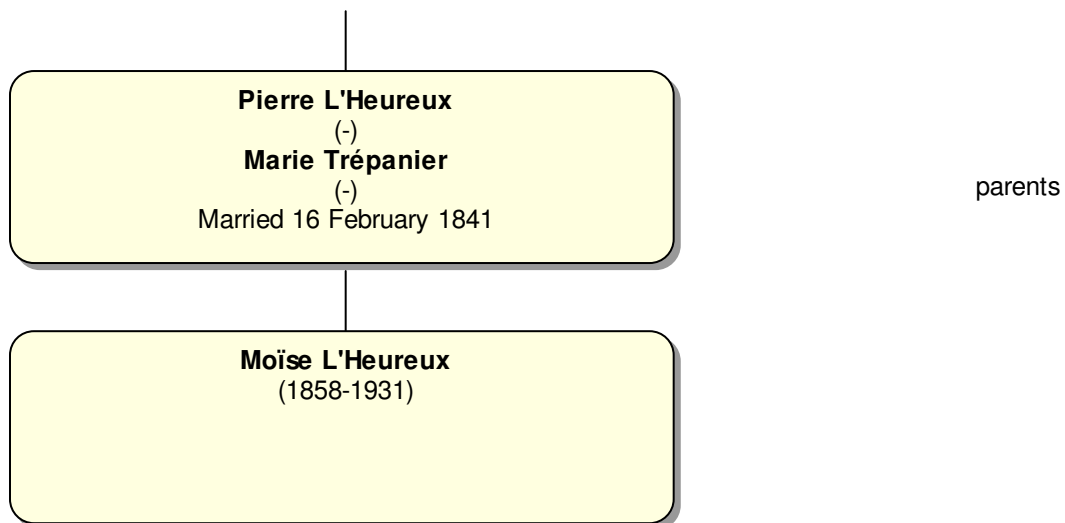 Pierre L'Heureux
(-)
Marie Trépanier
(-)
Married 16 February 1841
parents
Moïse L'Heureux
(1858-1931)